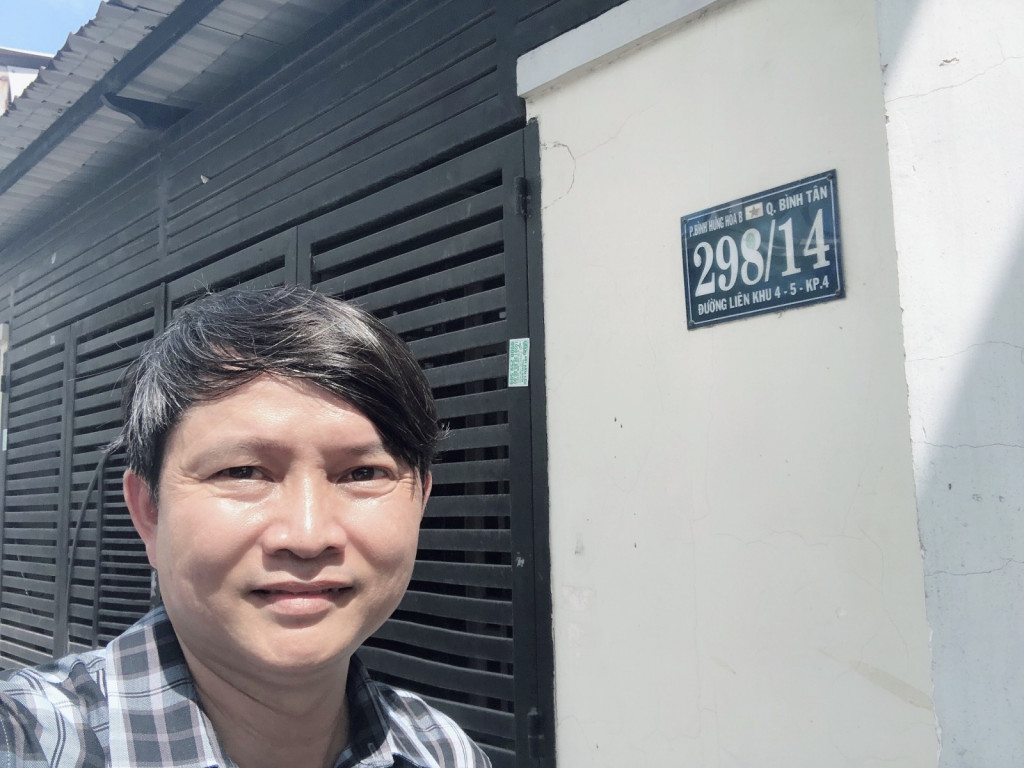 P.BÌNH HƯNG HÒA B Q. BÌNH TÂN
298/14
ĐƯỜNG LIÊN KHU 4 - 5 - KP.4